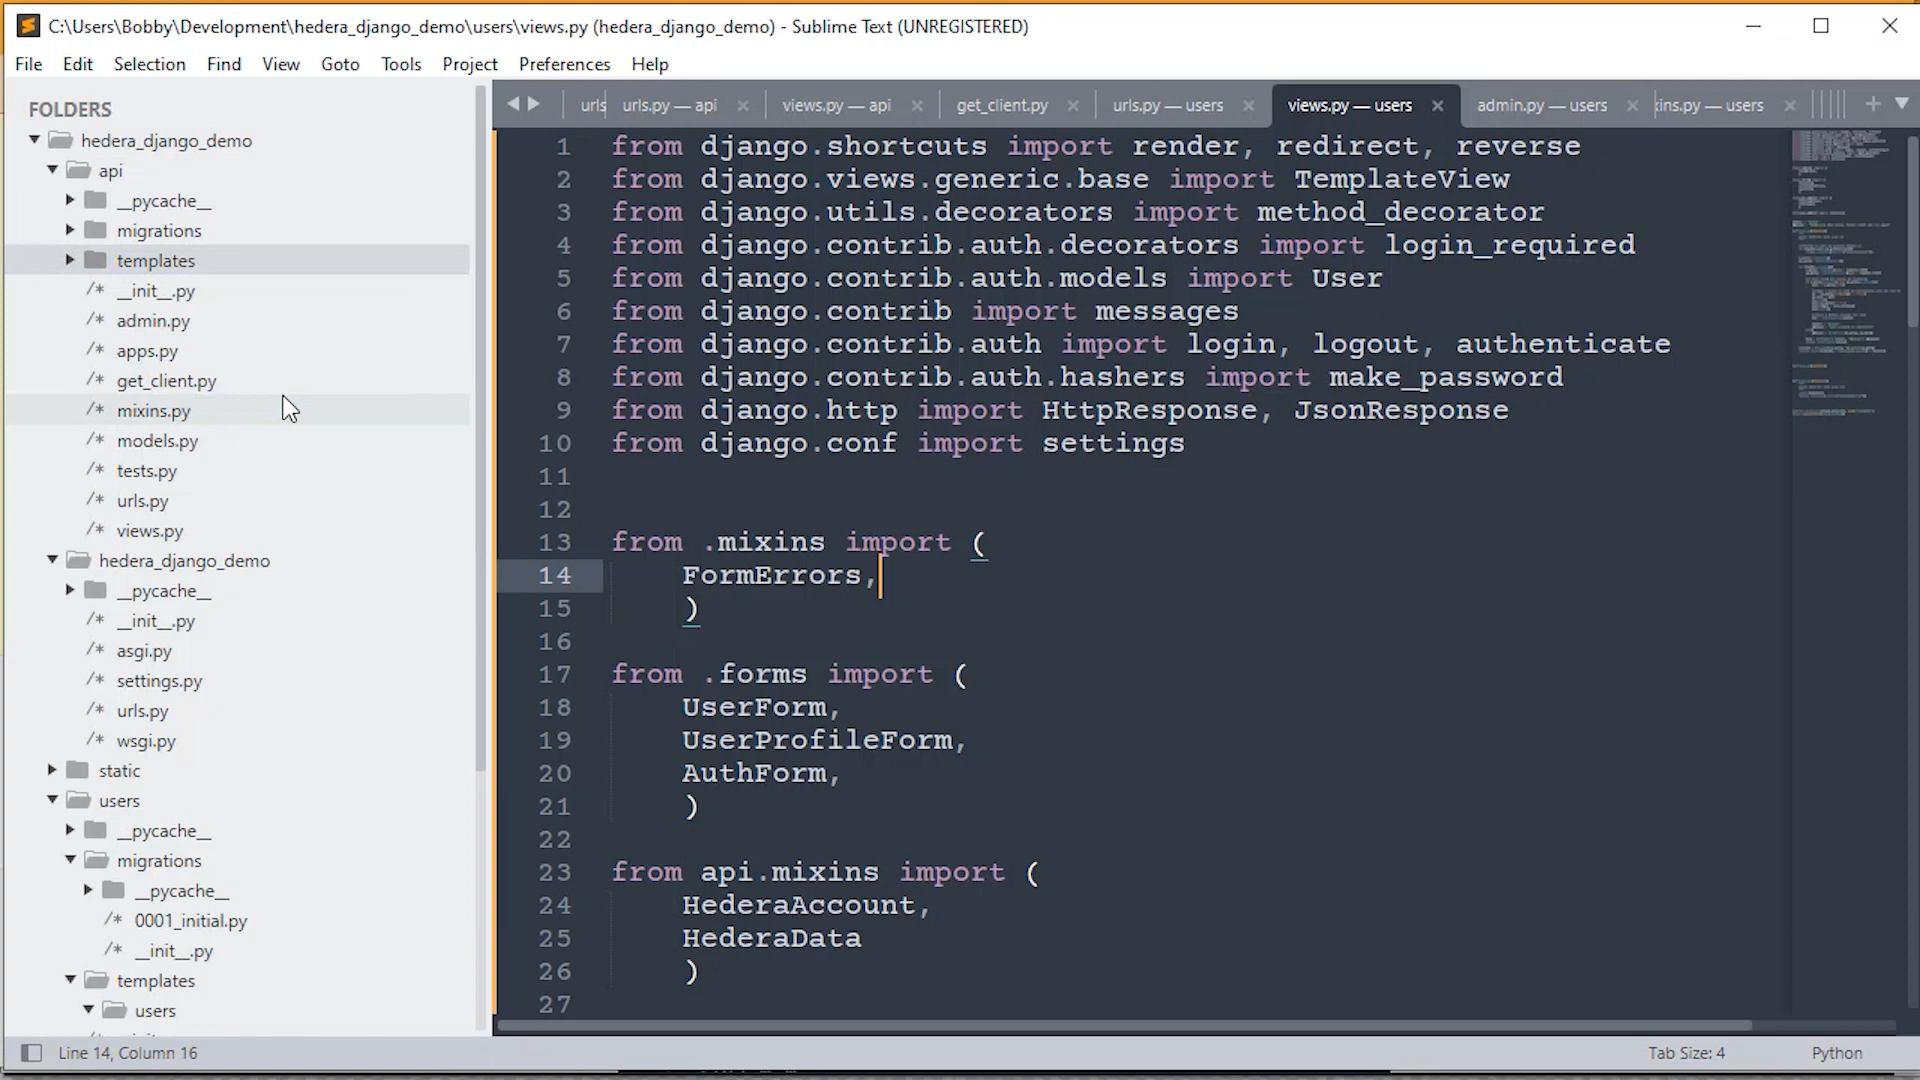 C:\Users\Bobby\Development\hedera_django_demo\users\views.py (hedera_django_demo) - Sublime Text (UNREGISTERED)
File Edit Selection Find View Goto Tools Project Preferences Help
FOLDERS
hedera_django_demo
api
__pycache__
migrations
templates
/* __init__.py
/* admin.py
/* apps.py
/* get_client.py
/* mixins.py
/* models.py
/* tests.py
/* urls.py
/* views.py
hedera_django_demo
__pycache__
/* __init__.py
/* asgi.py
/* settings.py
/* urls.py
/* wsgi.py
static
users
__pycache__
migrations
__pycache__
/* 0001_initial.py
/* __init__.py
templates
users
urls urls.py — api views.py — api get_client.py urls.py — users views.py — users admin.py — users ins.py — users
1 from django.shortcuts import render, redirect, reverse
2 from django.views.generic.base import TemplateView
3 from django.utils.decorators import method_decorator
4 from django.contrib.auth.decorators import login_required
5 from django.contrib.auth.models import User
6 from django.contrib import messages
7 from django.contrib.auth import login, logout, authenticate
8 from django.contrib.auth.hashers import make_password
9 from django.http import HttpResponse, JsonResponse
10 from django.conf import settings
11
12
13 from .mixins import (
14 FormErrors,
15 )
16
17 from .forms import (
18 UserForm,
19 UserProfileForm,
20 AuthForm,
21 )
22
23 from api.mixins import (
24 HederaAccount,
25 HederaData
26 )
27
Line 14, Column 16
Tab Size: 4
Python